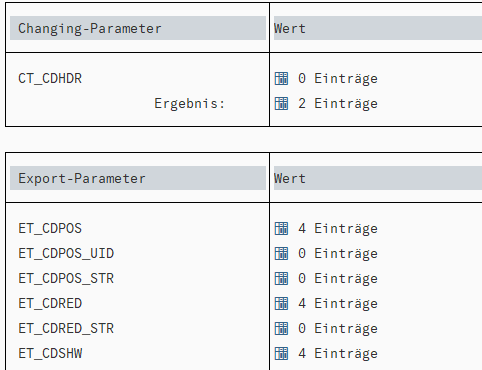 Changing-Parameter Wert
CT_CDHDR 0 Einträge
Ergebnis: 2 Einträge
Export-Parameter Wert
ET_CDPOS 4 Einträge
ET_CDPOS_UID 0 Einträge
ET_CDPOS_STR 0 Einträge
ET_CDRED 4 Einträge
ET_CDRED_STR 0 Einträge
ET_CDSHW 4 Einträge